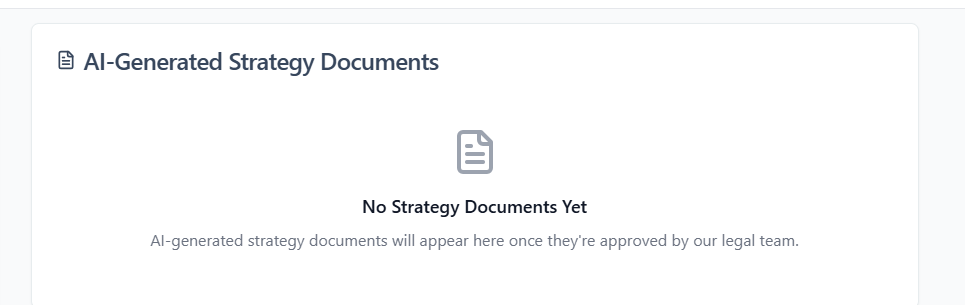 AI-Generated Strategy Documents
No Strategy Documents Yet
AI-generated strategy documents will appear here once they're approved by our legal team.